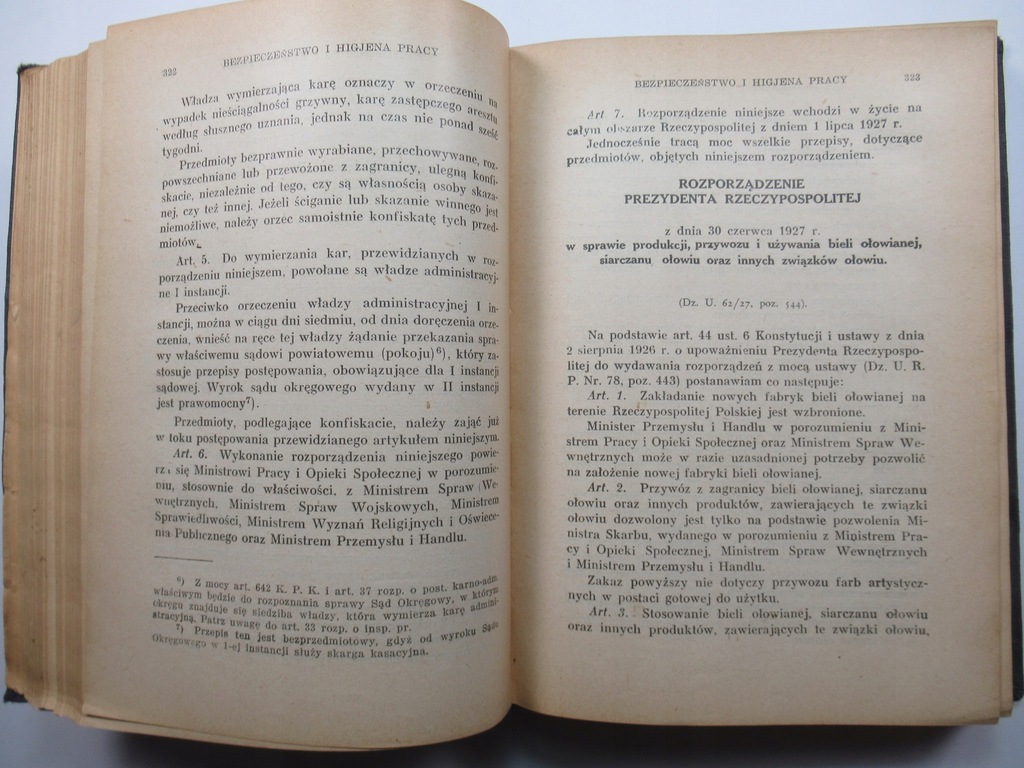 322
BEZPIECZEŃSTWO I HIGJENA PRACY
Władza wymierzająca karę oznaczy w orzeczeniu na
wypadek nieściągalności grzywny, karę zastępczego aresztu
według słusznego uznania, jednak na czas nie ponad sześć
tygodni.
Przedmioty bezprawnie wyrabiane, przechowywane, roz-
powszechniane lub przewożone z zagranicy, ulegną konfi-
skacie, niezależnie od tego, czy są własnością osoby skaza-
nej, czy też innej. Jeżeli ściganie lub skazanie winnego jest
niemożliwe, należy orzec samoistnie konfiskatę tych przed-
miotów.
Art. 5. Do wymierzania kar, przewidzianych w roz-
porządzeniu niniejszem, powołane są władze administracyj-
ne I instancji.
Przeciwko orzeczeniu władzy administracyjnej I in-
stancji, można w ciągu dni siedmiu, od dnia doręczenia orze-
czenia, wnieść na ręce tej władzy żądanie przekazania spra-
wy właściwemu sądowi powiatowemu (pokoju)⁶), który za-
stosuje przepisy postępowania, obowiązujące dla I instancji
sądowej. Wyrok sądu okręgowego wydany w II instancji
jest prawomocny⁷).
Przedmioty, podlegające konfiskacie, należy zająć już
w toku postępowania przewidzianego artykułem niniejszym.
Art. 6. Wykonanie rozporządzenia niniejszego powie-
rza się Ministrowi Pracy i Opieki Społecznej w porozumie-
niu, stosownie do właściwości, z Ministrem Spraw We-
wnętrznych, Ministrem Spraw Wojskowych, Ministrem
Sprawiedliwości, Ministrem Wyznań Religijnych i Oświece-
nia Publicznego oraz Ministrem Przemysłu i Handlu.
⁶) Z mocy art. 642 K. P. K. i art. 37 rozp. o post. karno-adm.
właściwym będzie do rozpoznania sprawy Sąd Okręgowy, w którym
okręgu znajduje się siedziba władzy, która wymierza karę admini-
stracyjną. Patrz uwagę do art. 33 rozp. o insp. pr.
⁷) Przepis ten jest bezprzedmiotowy, gdyż od wyroku Sądu
Okręgowego w I-ej instancji służy skarga kasacyjna.
BEZPIECZEŃSTWO I HIGJENA PRACY
323
Art 7. Rozporządzenie niniejsze wchodzi w życie na
całym obszarze Rzeczypospolitej z dniem 1 lipca 1927 r.
Jednocześnie tracą moc wszelkie przepisy, dotyczące
przedmiotów, objętych niniejszem rozporządzeniem.
ROZPORZĄDZENIE
PREZYDENTA RZECZYPOSPOLITEJ
z dnia 30 czerwca 1927 r.
w sprawie produkcji, przywozu i używania bieli ołowianej,
siarczanu ołowiu oraz innych związków ołowiu.
(Dz. U. 62/27, poz. 544).
Na podstawie art. 44 ust. 6 Konstytucji i ustawy z dnia
2 sierpnia 1926 r. o upoważnieniu Prezydenta Rzeczypospo-
litej do wydawania rozporządzeń z mocą ustawy (Dz. U. R.
P. Nr. 78, poz. 443) postanawiam co następuje:
Art. 1. Zakładanie nowych fabryk bieli ołowianej na
terenie Rzeczypospolitej Polskiej jest wzbronione.
Minister Przemysłu i Handlu w porozumieniu z Mini-
strem Pracy i Opieki Społecznej oraz Ministrem Spraw We-
wnętrznych może w razie uzasadnionej potrzeby pozwolić
na założenie nowej fabryki bieli ołowianej.
Art. 2. Przywóz z zagranicy bieli ołowianej, siarczanu
ołowiu oraz innych produktów, zawierających te związki
ołowiu dozwolony jest tylko na podstawie pozwolenia Mi-
nistra Skarbu, wydanego w porozumieniu z Ministrem Pra-
cy i Opieki Społecznej, Ministrem Spraw Wewnętrznych
i Ministrem Przemysłu i Handlu.
Zakaz powyższy nie dotyczy przywozu farb artystycz-
nych w postaci gotowej do użytku.
Art. 3. Stosowanie bieli ołowianej, siarczanu ołowiu
oraz innych produktów, zawierających te związki ołowiu,